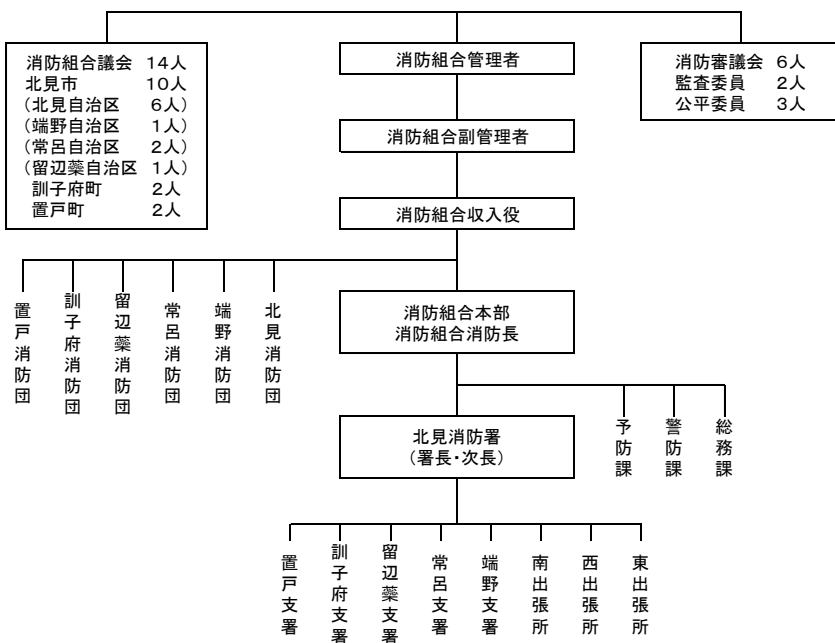 消防組合議会 14人
北見市 10人
(北見自治区 6人)
(端野自治区 1人)
(常呂自治区 2人)
(留辺蘂自治区 1人)
訓子府町 2人
置戸町 2人
消防組合管理者
消防審議会 6人
監査委員 2人
公平委員 3人
消防組合副管理者
消防組合収入役
置戸消防団
訓子府消防団
留辺蘂消防団
常呂消防団
端野消防団
北見消防団
消防組合本部
消防組合消防長
予防課
警防課
総務課
北見消防署
(署長・次長)
置戸支署
訓子府支署
留辺蘂支署
常呂支署
端野支署
南出張所
西出張所
東出張所